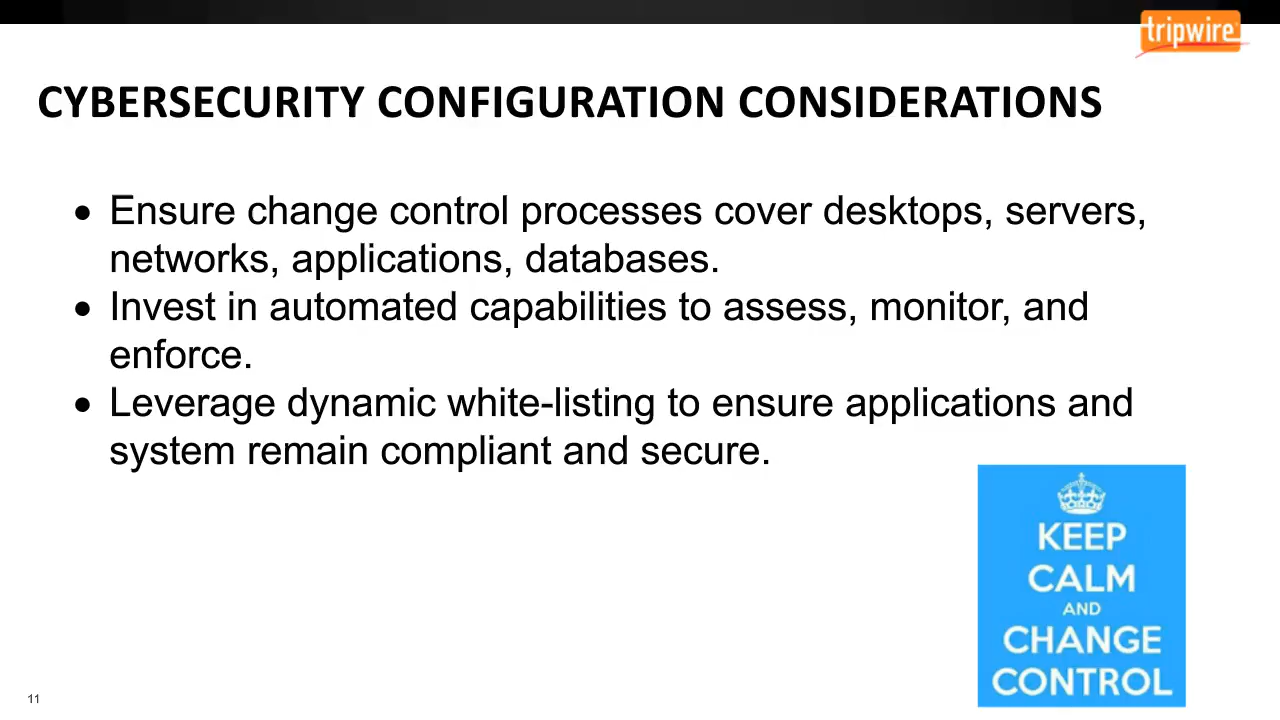 tripwire
CYBERSECURITY CONFIGURATION CONSIDERATIONS
• Ensure change control processes cover desktops, servers,
networks, applications, databases.
• Invest in automated capabilities to assess, monitor, and
enforce.
• Leverage dynamic white-listing to ensure applications and
system remain compliant and secure.
KEEP
CALM
AND
CHANGE
CONTROL
11